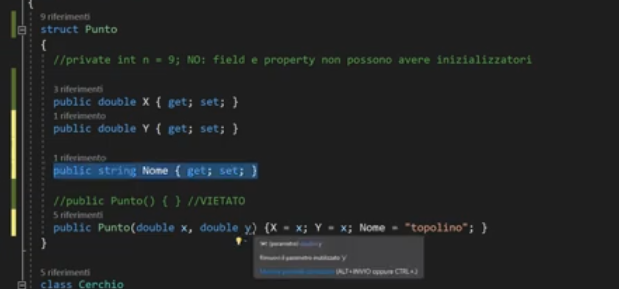 {
9 riferimenti
struct Punto
{
//private int n = 9; NO: field e property non possono avere inizializzatori
3 riferimenti
public double X { get; set; }
1 riferimento
public double Y { get; set; }
1 riferimento
public string Nome { get; set; }
//public Punto() { } //VIETATO
5 riferimenti
public Punto(double x, double y) {X = x; Y = x; Nome = "topolino"; }
(parametro) double y
Rimuovi il parametro inutilizzato 'y'
(ALT+INVIO oppure CTRL+.)
}
5 riferimenti
class Cerchio